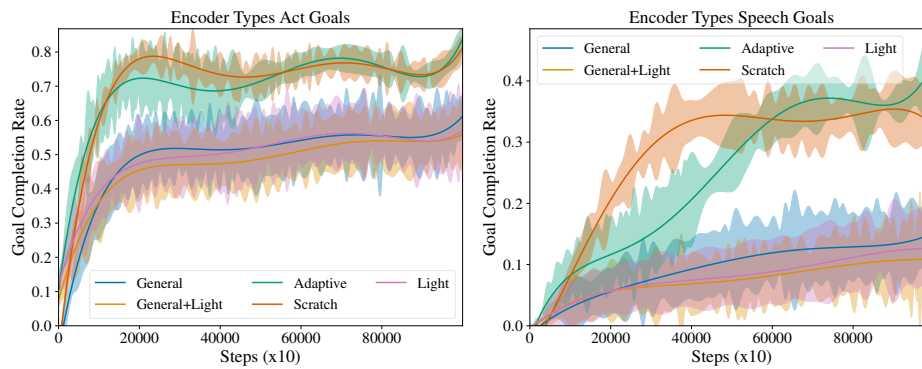 Encoder Types Act Goals
Goal Completion Rate
0.8
0.7
0.6
0.5
0.4
0.3
0.2
0.1
0.0
General
General+Light
Adaptive
Scratch
Light
0
20000
40000
60000
80000
Steps (x10)
Encoder Types Speech Goals
Goal Completion Rate
0.4
0.3
0.2
0.1
0.0
General
General+Light
Adaptive
Scratch
Light
0
20000
40000
60000
80000
Steps (x10)